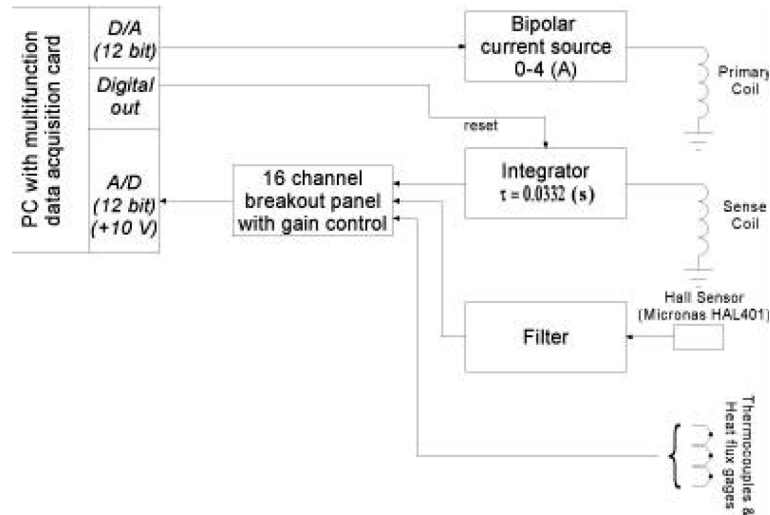 PC with multifunction
data acquisition card
D/A
(12 bit)
Digital
out
A/D
(12 bit)
(+10 V)
Bipolar
current source
0-4 (A)
Primary
Coil
reset
Integrator
τ = 0.0332 (s)
Sense
Coil
16 channel
breakout panel
with gain control
Hall Sensor
(Micronas HAL401)
Filter
Thermocouples &
Heat flux gages